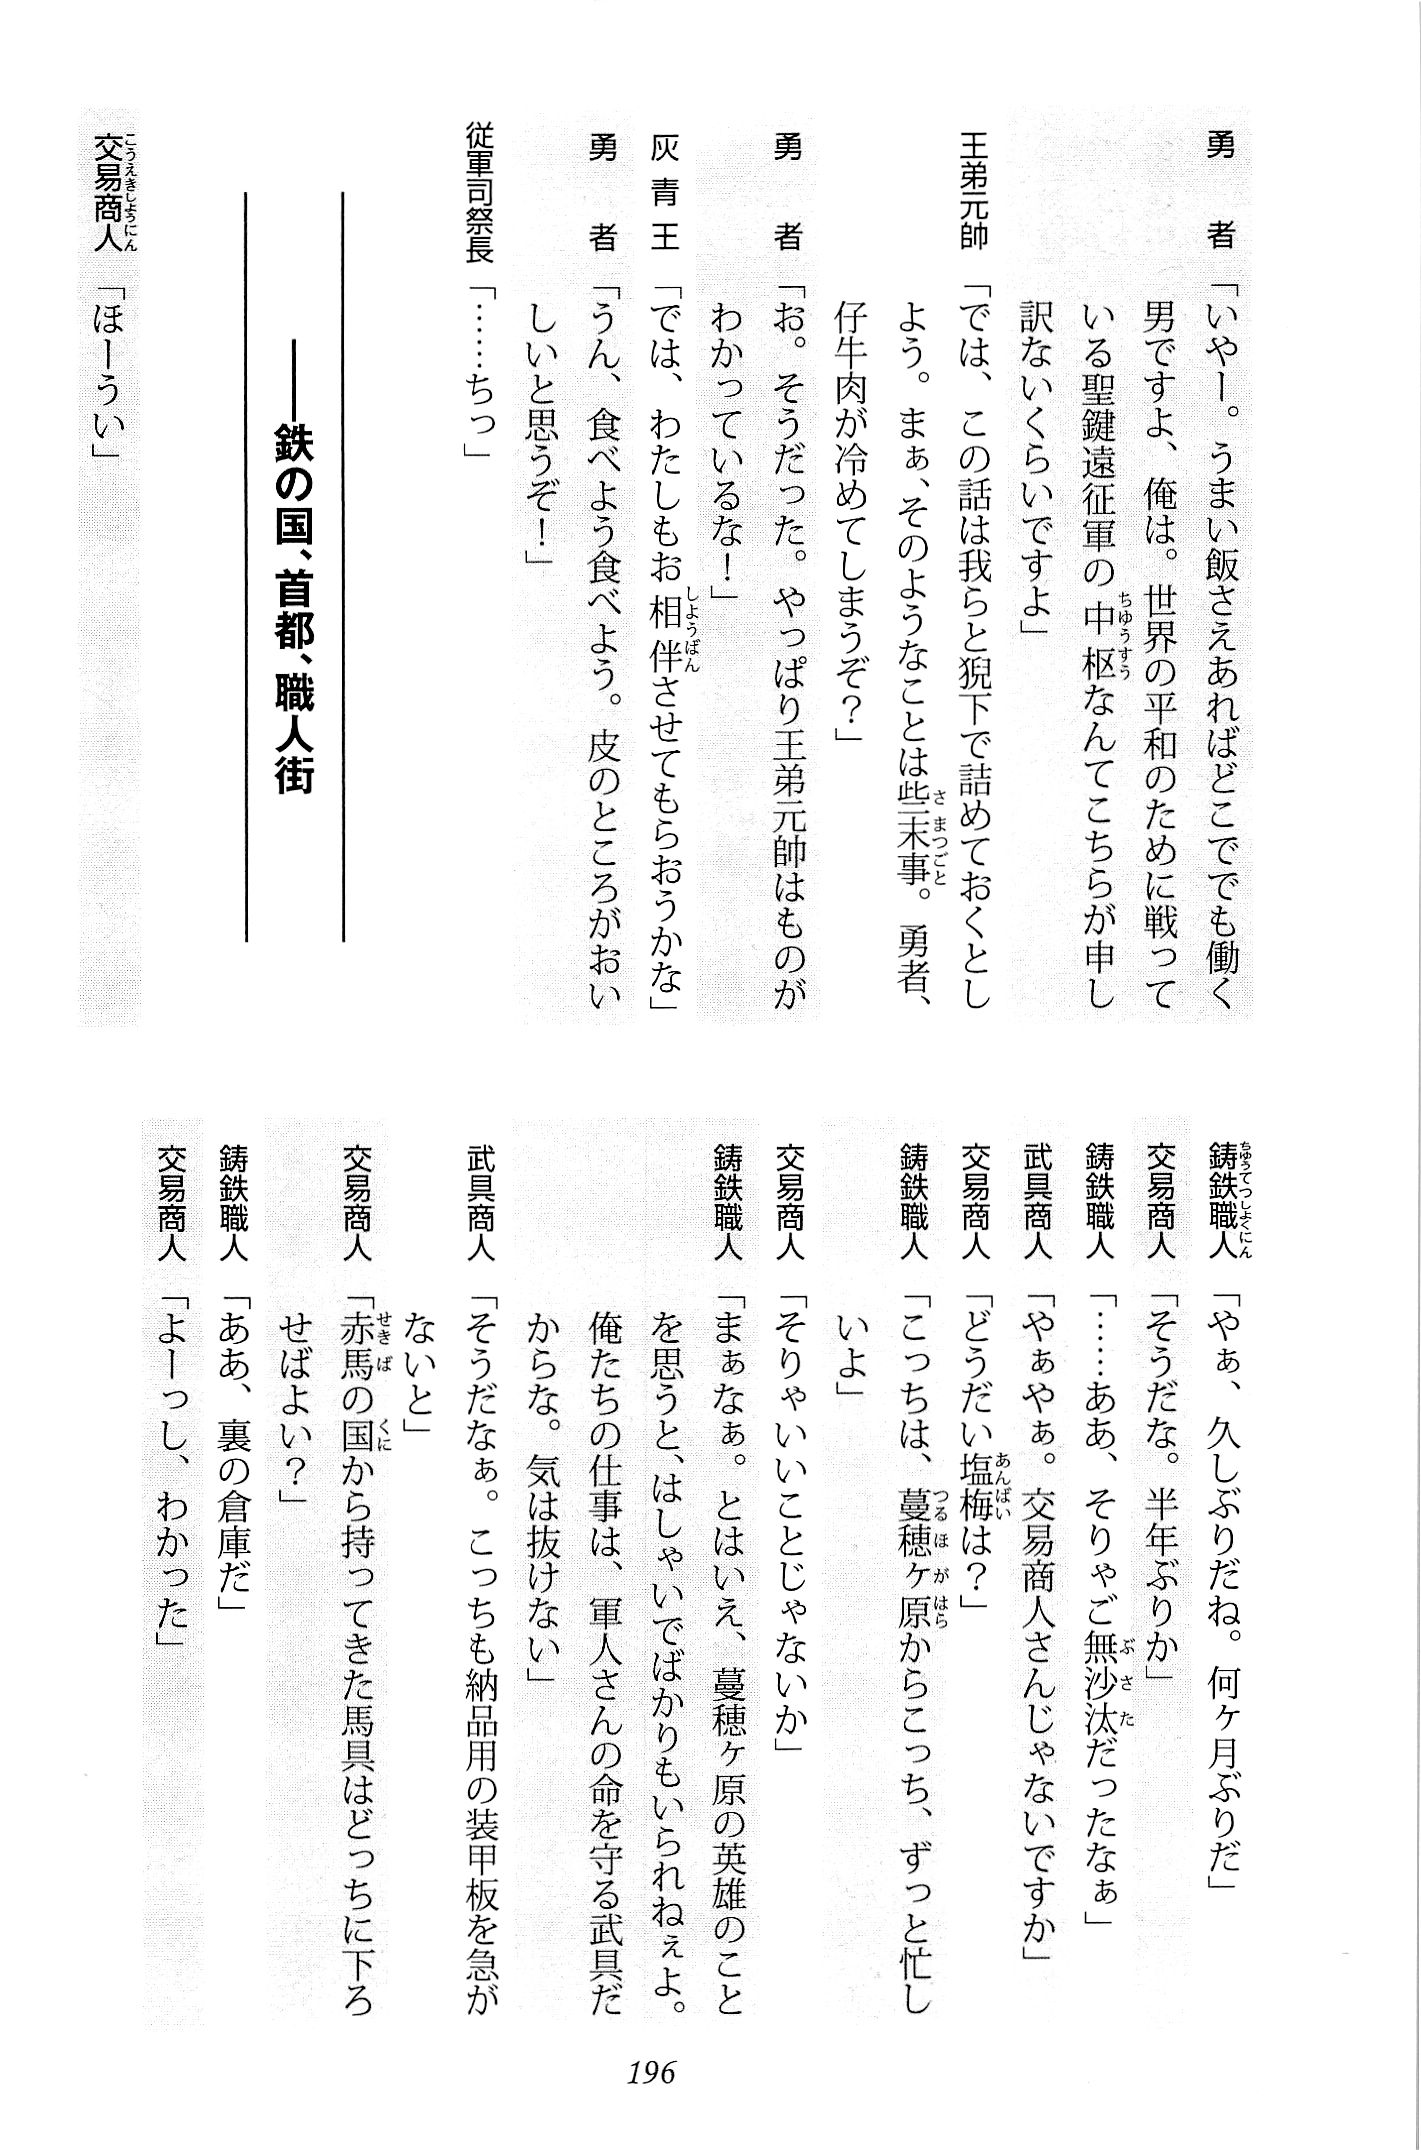 勇者「いやー。うまい飯さえあればどこででも働く
男ですよ、俺は。世界の平和のために戦って
いる聖鍵遠征軍の中枢なんてこちらが申し
訳ないくらいですよ」
王弟元帥「では、この話は我らと猊下で詰めておくとし
よう。まぁ、そのようなことは些末事。勇者、
仔牛肉が冷めてしまうぞ？」
勇者「お。そうだった。やっぱり王弟元帥はものが
わかっているな！」
灰青王「では、わたしもお相伴させてもらおうかな」
勇者「うん、食べよう食べよう。皮のところがおい
しいと思うぞ！」
従軍司祭長「……ちっ」
――鉄の国、首都、職人街
交易商人「ほーうい」
鋳鉄職人「やぁ、久しぶりだね。何ヶ月ぶりだ」
交易商人「そうだな。半年ぶりか」
鋳鉄職人「……ああ、そりゃご無沙汰だったなぁ」
武具商人「やぁやぁ。交易商人さんじゃないですか」
交易商人「どうだい塩梅は？」
鋳鉄職人「こっちは、蔓穂ヶ原からこっち、ずっと忙し
いよ」
交易商人「そりゃいいことじゃないか」
鋳鉄職人「まぁなぁ。とはいえ、蔓穂ヶ原の英雄のこと
を思うと、はしゃいでばかりもいられねぇよ。
俺たちの仕事は、軍人さんの命を守る武具だ
からな。気は抜けない」
武具商人「そうだなぁ。こっちも納品用の装甲板を急が
ないと」
交易商人「赤馬の国から持ってきた馬具はどっちに下ろ
せばよい？」
鋳鉄職人「ああ、裏の倉庫だ」
交易商人「よーっし、わかった」
196